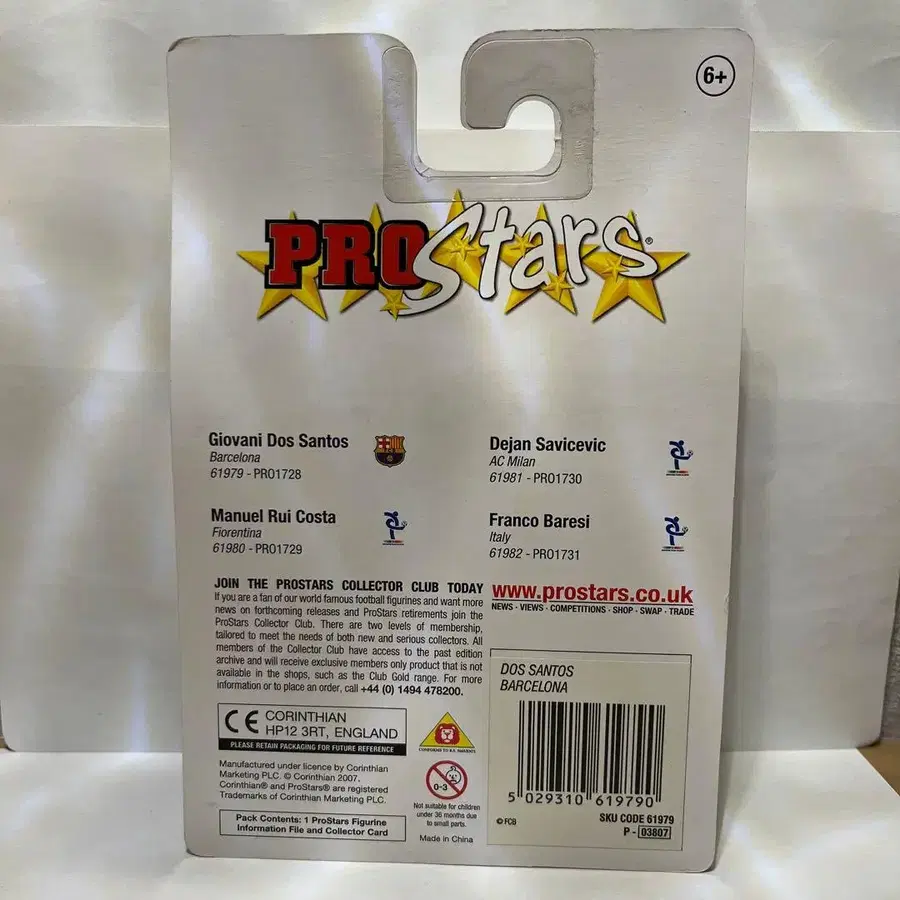 6+
PROStars®
Giovani Dos Santos
Barcelona
61979 - PRO1728
Dejan Savicevic
AC Milan
61981 - PRO1730
Manuel Rui Costa
Fiorentina
61980 - PRO1729
Franco Baresi
Italy
61982 - PRO1731
JOIN THE PROSTARS COLLECTOR CLUB TODAY
If you are a fan of our world famous football figurines and want more
news on forthcoming releases and ProStars retirements join the
ProStars Collector Club. There are two levels of membership,
tailored to meet the needs of both new and serious collectors. All
members of the Collector Club have access to the past edition
archive and will receive exclusive members only product that is not
available in the shops, such as the Club Gold range. For more
information or to place an order, call +44 (0) 1494 478200.
www.prostars.co.uk
NEWS · VIEWS · COMPETITIONS · SHOP · SWAP · TRADE
CE CORINTHIAN
HP12 3RT, ENGLAND
PLEASE RETAIN PACKAGING FOR FUTURE REFERENCE
Manufactured under licence by Corinthian
Marketing PLC. © Corinthian 2007.
Corinthian® and ProStars® are registered
Trademarks of Corinthian Marketing PLC.
Pack Contents: 1 ProStars Figurine
Information File and Collector Card
0-3
Not suitable for children
under 36 months due
to small parts.
Made in China
DOS SANTOS
BARCELONA
5 029310 619790
SKU CODE 61979
P - 03807
© FCB